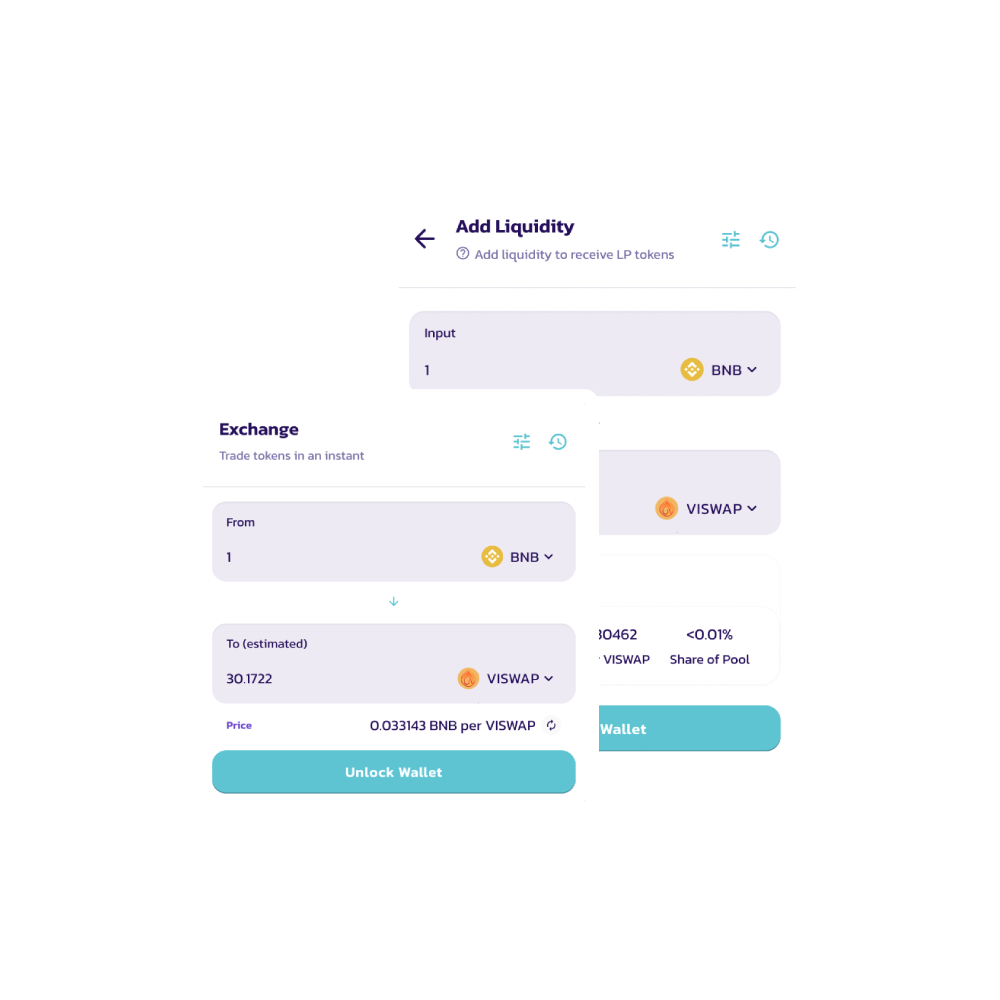 Add Liquidity
Add liquidity to receive LP tokens
Input
1
BNB
VISWAP
<0.01%
VISWAP
Share of Pool
Wallet
Exchange
Trade tokens in an instant
From
1
BNB
To (estimated)
30.1722
VISWAP
Price
0.033143 BNB per VISWAP
Unlock Wallet